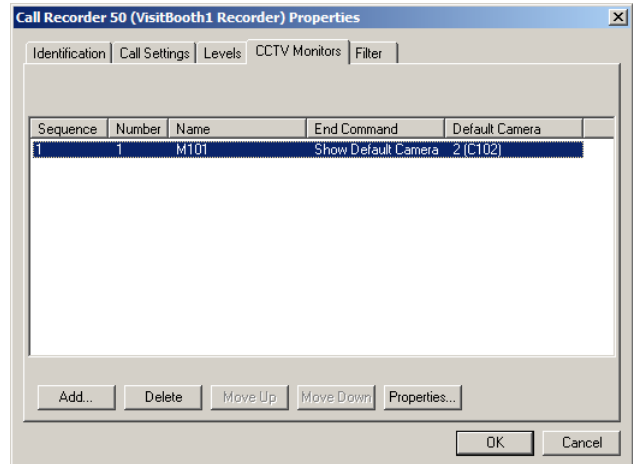 Call Recorder 50 (VisitBooth1 Recorder) Properties
Identification Call Settings Levels CCTV Monitors Filter
Sequence Number Name End Command Default Camera
1 1 M101 Show Default Camera 2 (C102)
Add... Delete Move Up Move Down Properties...
OK Cancel